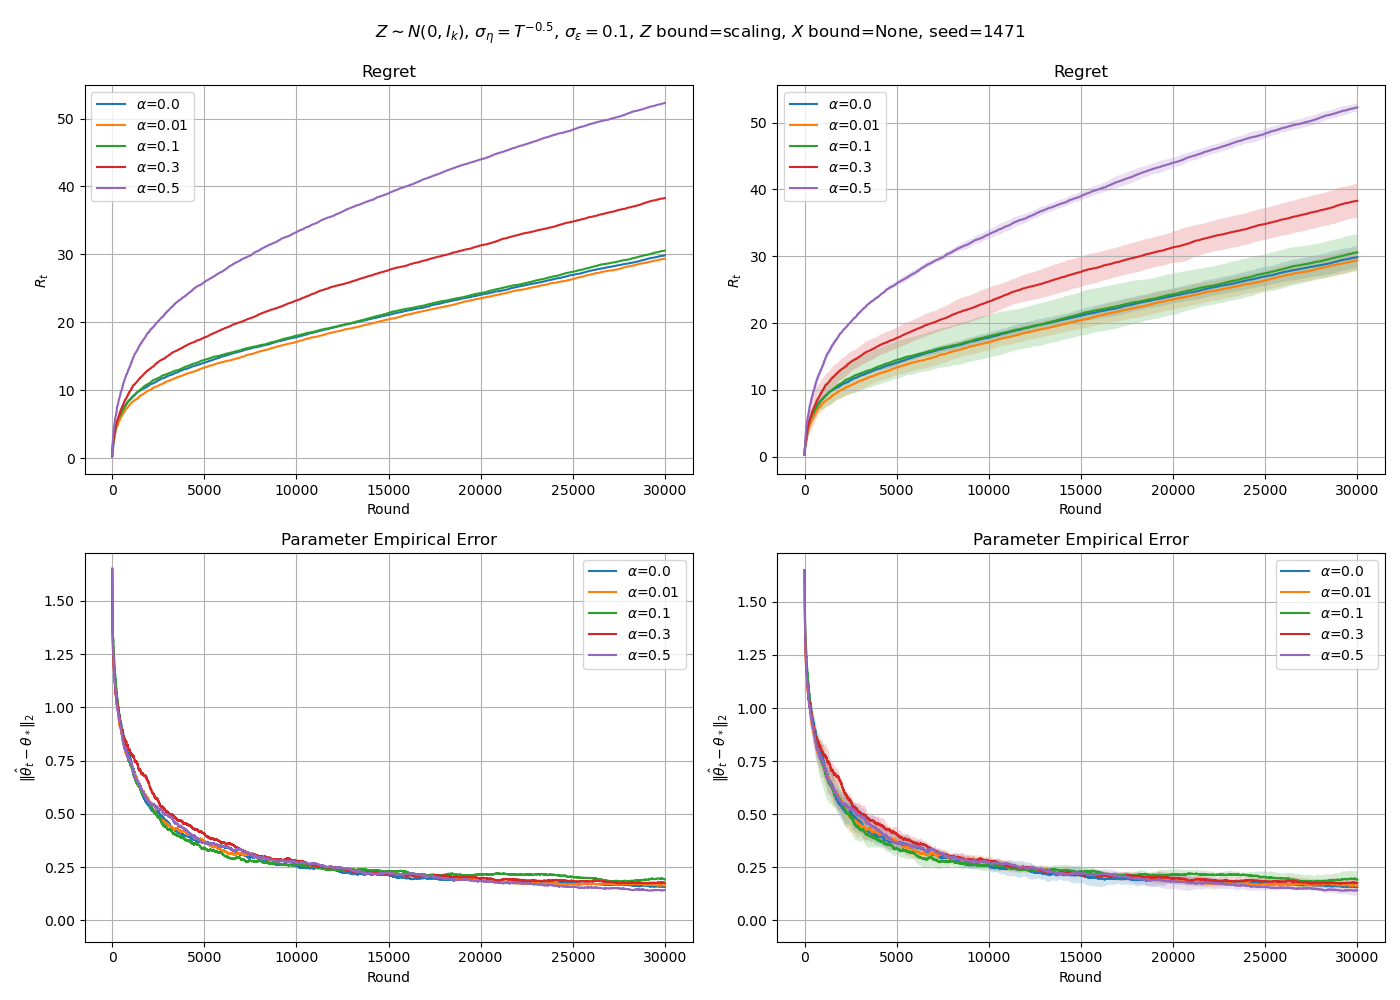 Z ∼ N(0, I_k), σ_η = T^{−0.5}, σ_ε = 0.1, Z bound=scaling, X bound=None, seed=1471
Regret
50
40
30
20
10
0
R_t
α=0.0
α=0.01
α=0.1
α=0.3
α=0.5
0 5000 10000 15000 20000 25000 30000
Round
Regret
50
40
30
20
10
0
R_t
α=0.0
α=0.01
α=0.1
α=0.3
α=0.5
0 5000 10000 15000 20000 25000 30000
Round
Parameter Empirical Error
1.50
1.25
1.00
0.75
0.50
0.25
0.00
‖θ̂_t − θ_*‖_2
α=0.0
α=0.01
α=0.1
α=0.3
α=0.5
0 5000 10000 15000 20000 25000 30000
Round
Parameter Empirical Error
1.50
1.25
1.00
0.75
0.50
0.25
0.00
‖θ̂_t − θ_*‖_2
α=0.0
α=0.01
α=0.1
α=0.3
α=0.5
0 5000 10000 15000 20000 25000 30000
Round